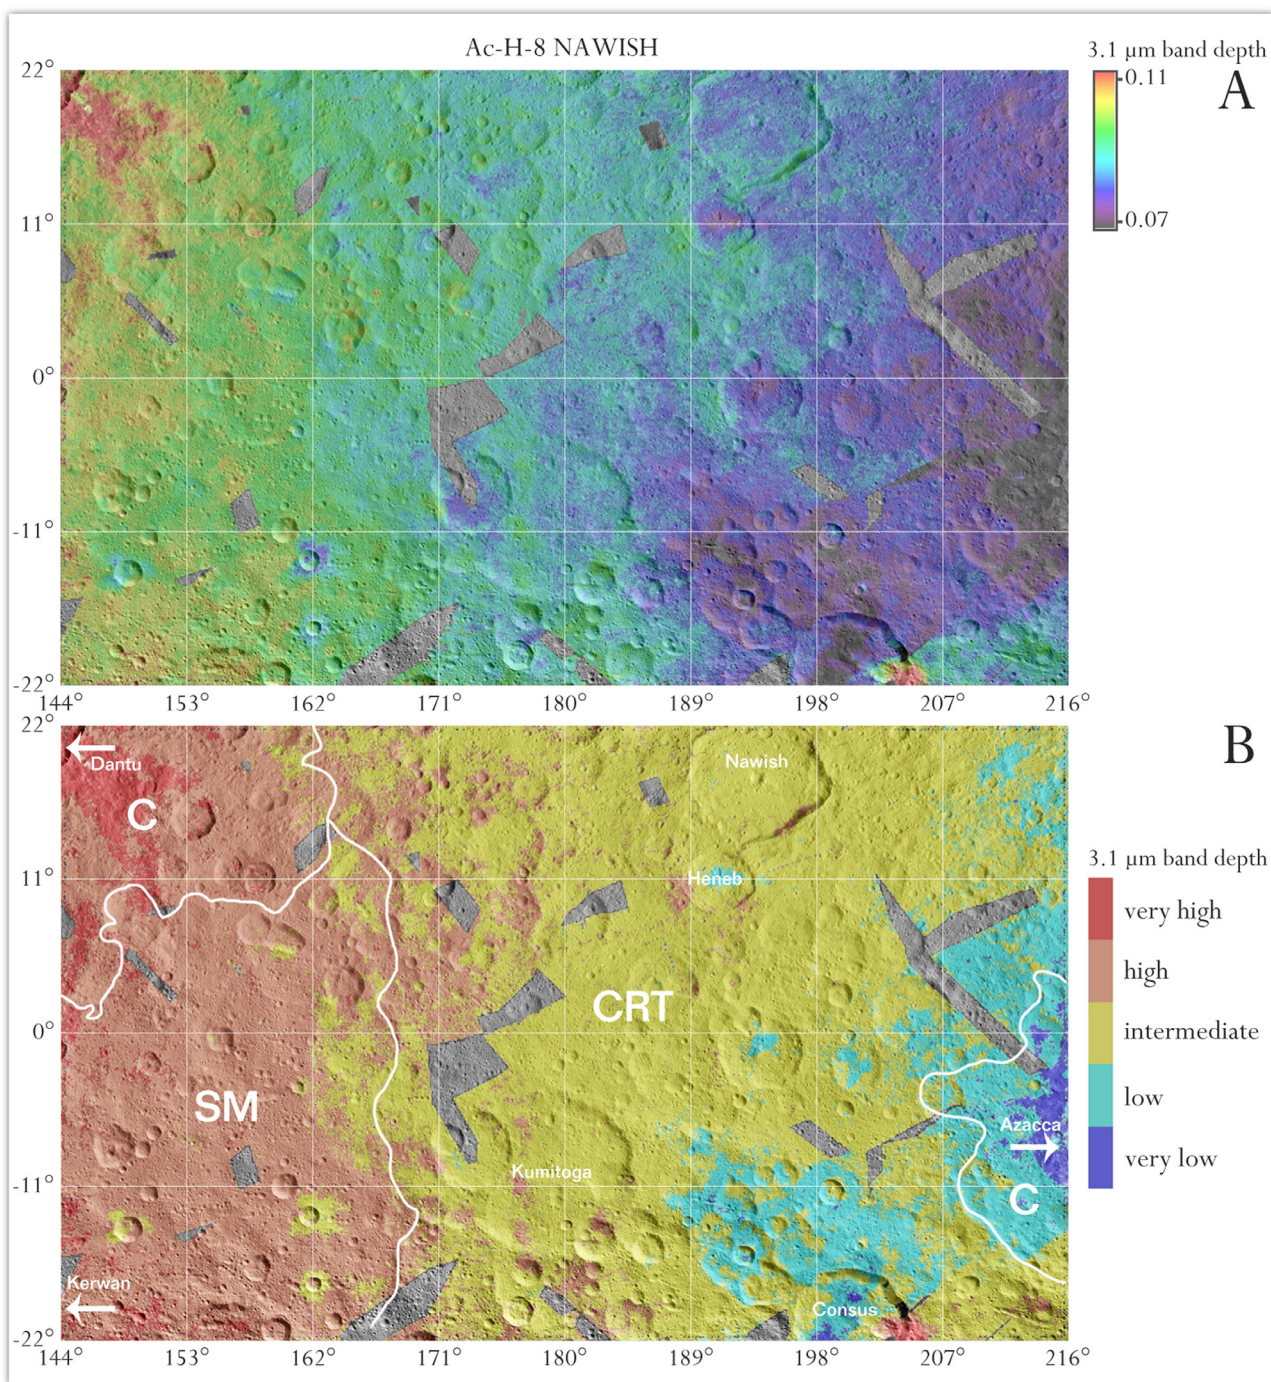 Ac-H-8 NAWISH
3.1 µm band depth
A
0.11
0.07
22°
11°
0°
-11°
-22°
144° 153° 162° 171° 180° 189° 198° 207° 216°
22°
B
Dantu
Nawish
C
11°
Heneb
3.1 µm band depth
very high
high
intermediate
low
very low
CRT
0°
SM
Azacca
Kumitoga
-11°
C
Kerwan
Consus
-22°
144° 153° 162° 171° 180° 189° 198° 207° 216°